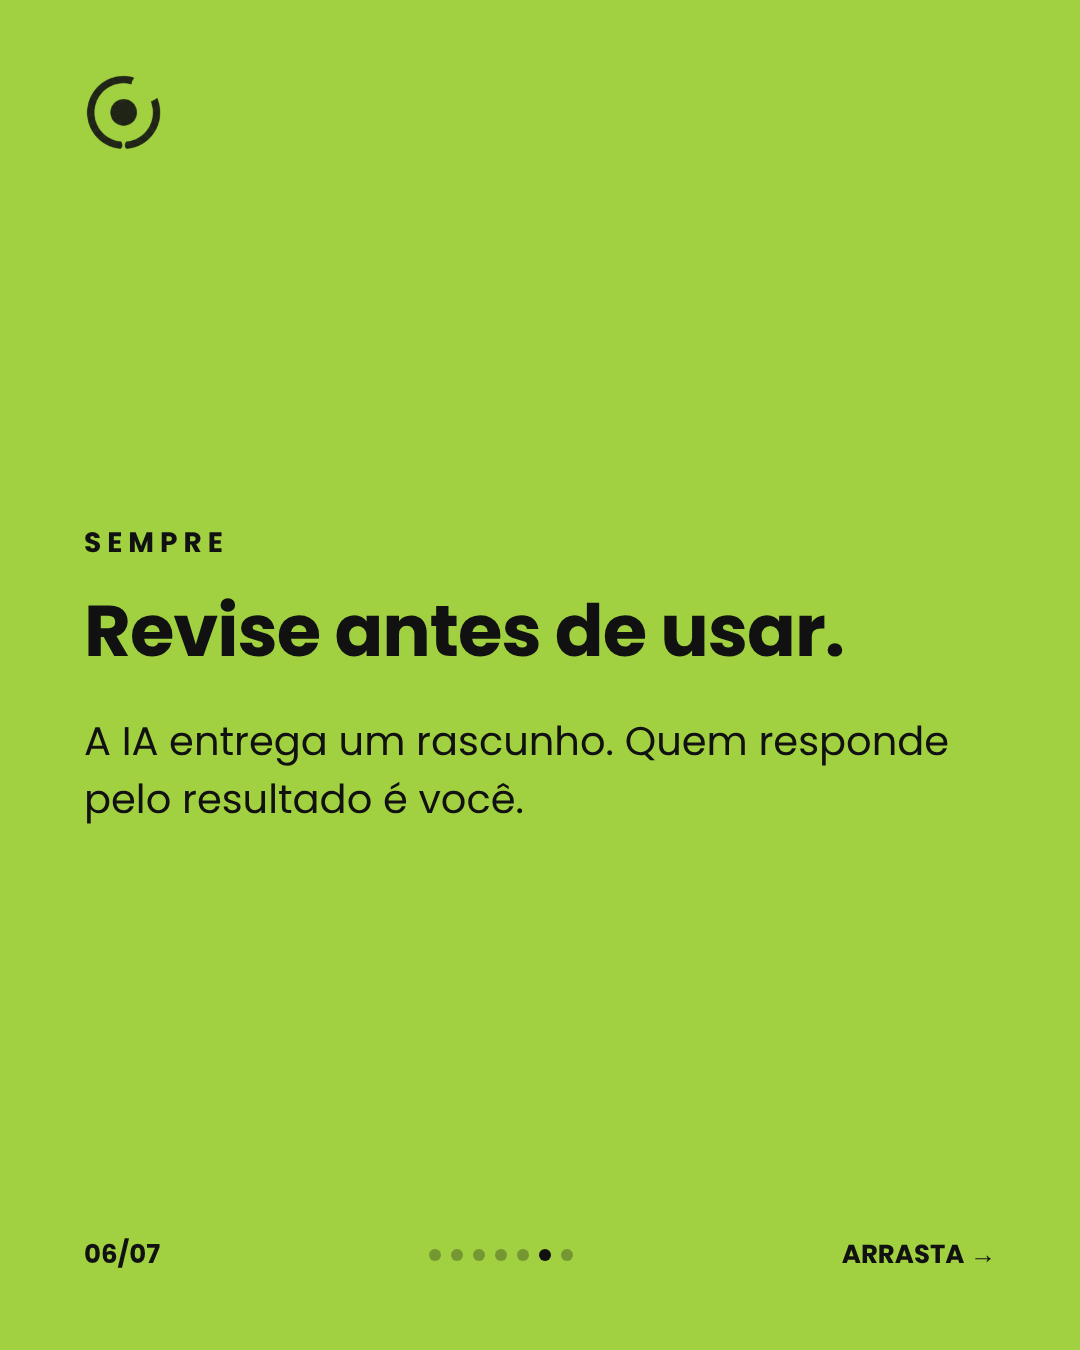 SEMPRE
Revise antes de usar.
A IA entrega um rascunho. Quem responde
pelo resultado é você.
06/07
ARRASTA →